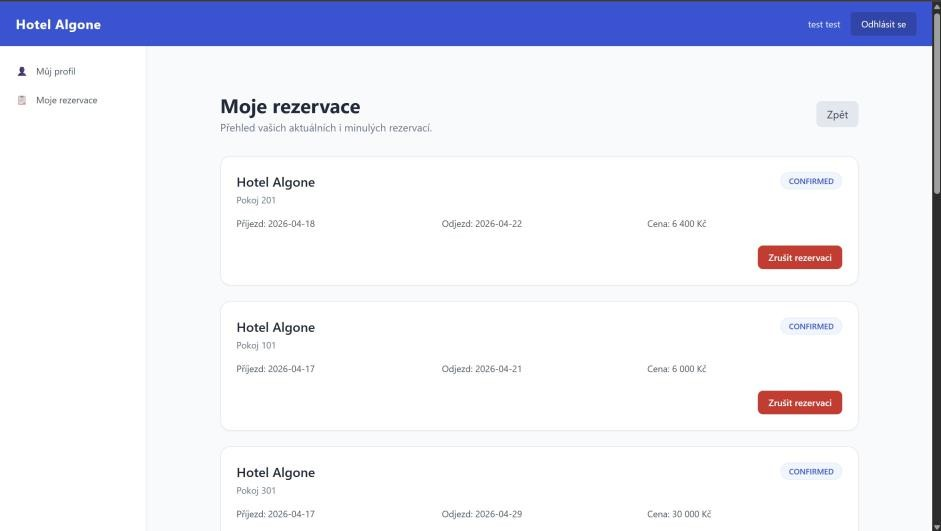 Hotel Algone
test test
Odhlásit se
Můj profil
Moje rezervace
Moje rezervace
Přehled vašich aktuálních i minulých rezervací.
Zpět
Hotel Algone
CONFIRMED
Pokoj 201
Příjezd: 2026-04-18 Odjezd: 2026-04-22 Cena: 6 400 Kč
Zrušit rezervaci
Hotel Algone
CONFIRMED
Pokoj 101
Příjezd: 2026-04-17 Odjezd: 2026-04-21 Cena: 6 000 Kč
Zrušit rezervaci
Hotel Algone
CONFIRMED
Pokoj 301
Příjezd: 2026-04-17 Odjezd: 2026-04-29 Cena: 30 000 Kč